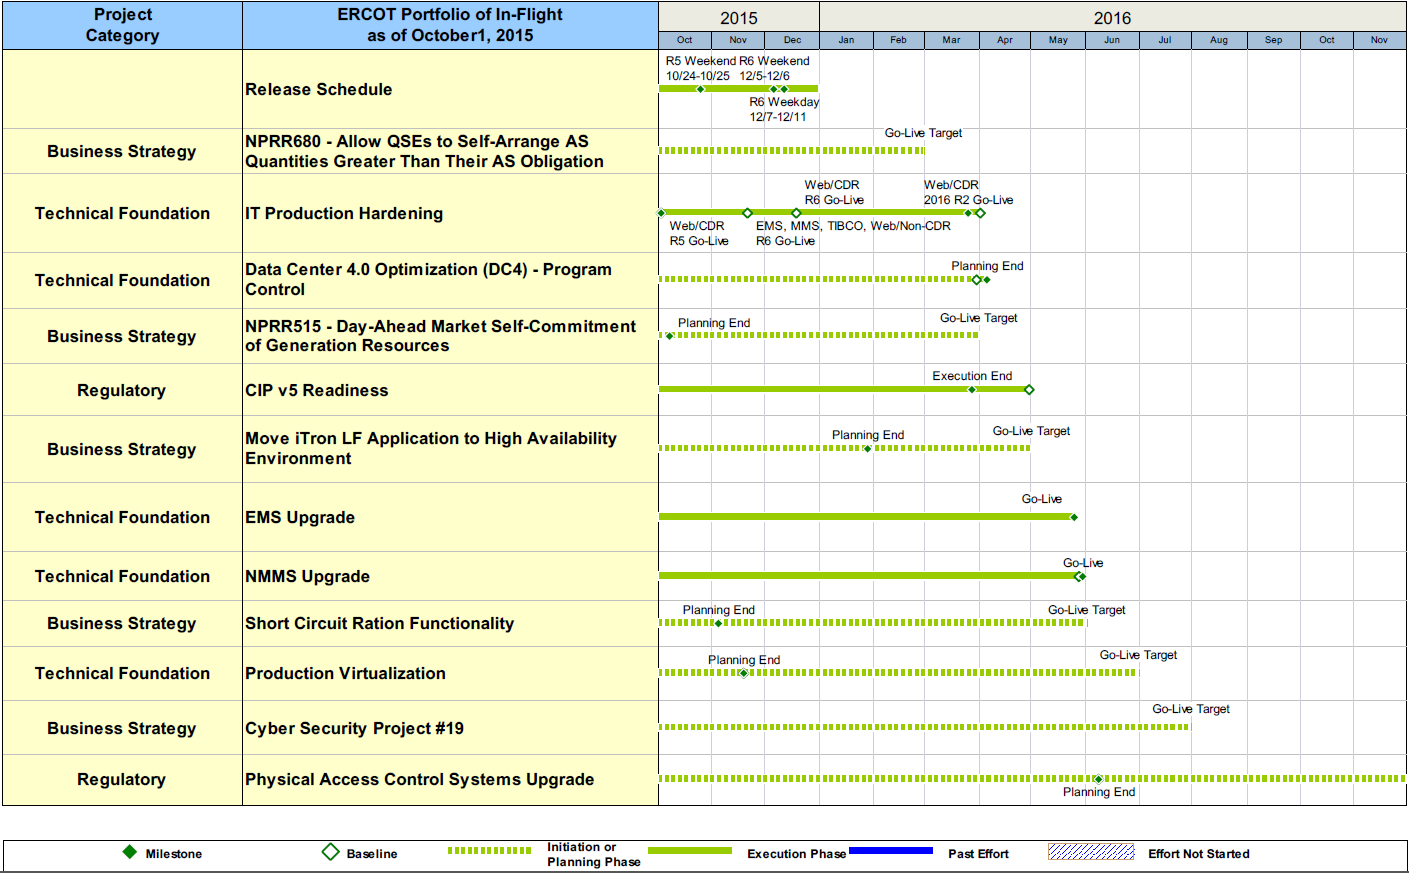 Project
Category
ERCOT Portfolio of In-Flight
as of October1, 2015
2015
2016
Oct
Nov
Dec
Jan
Feb
Mar
Apr
May
Jun
Jul
Aug
Sep
Oct
Nov
Release Schedule
R5 Weekend
10/24-10/25
R6 Weekend
12/5-12/6
R6 Weekday
12/7-12/11
Business Strategy
NPRR680 - Allow QSEs to Self-Arrange AS
Quantities Greater Than Their AS Obligation
Go-Live Target
Technical Foundation
IT Production Hardening
Web/CDR
R6 Go-Live
Web/CDR
2016 R2 Go-Live
Web/CDR
R5 Go-Live
EMS, MMS, TIBCO, Web/Non-CDR
R6 Go-Live
Technical Foundation
Data Center 4.0 Optimization (DC4) - Program
Control
Planning End
Business Strategy
NPRR515 - Day-Ahead Market Self-Commitment
of Generation Resources
Planning End
Go-Live Target
Regulatory
CIP v5 Readiness
Execution End
Business Strategy
Move iTron LF Application to High Availability
Environment
Planning End
Go-Live Target
Technical Foundation
EMS Upgrade
Go-Live
Technical Foundation
NMMS Upgrade
Go-Live
Business Strategy
Short Circuit Ration Functionality
Planning End
Go-Live Target
Technical Foundation
Production Virtualization
Planning End
Go-Live Target
Business Strategy
Cyber Security Project #19
Go-Live Target
Regulatory
Physical Access Control Systems Upgrade
Planning End
Milestone
Baseline
Initiation or
Planning Phase
Execution Phase
Past Effort
Effort Not Started